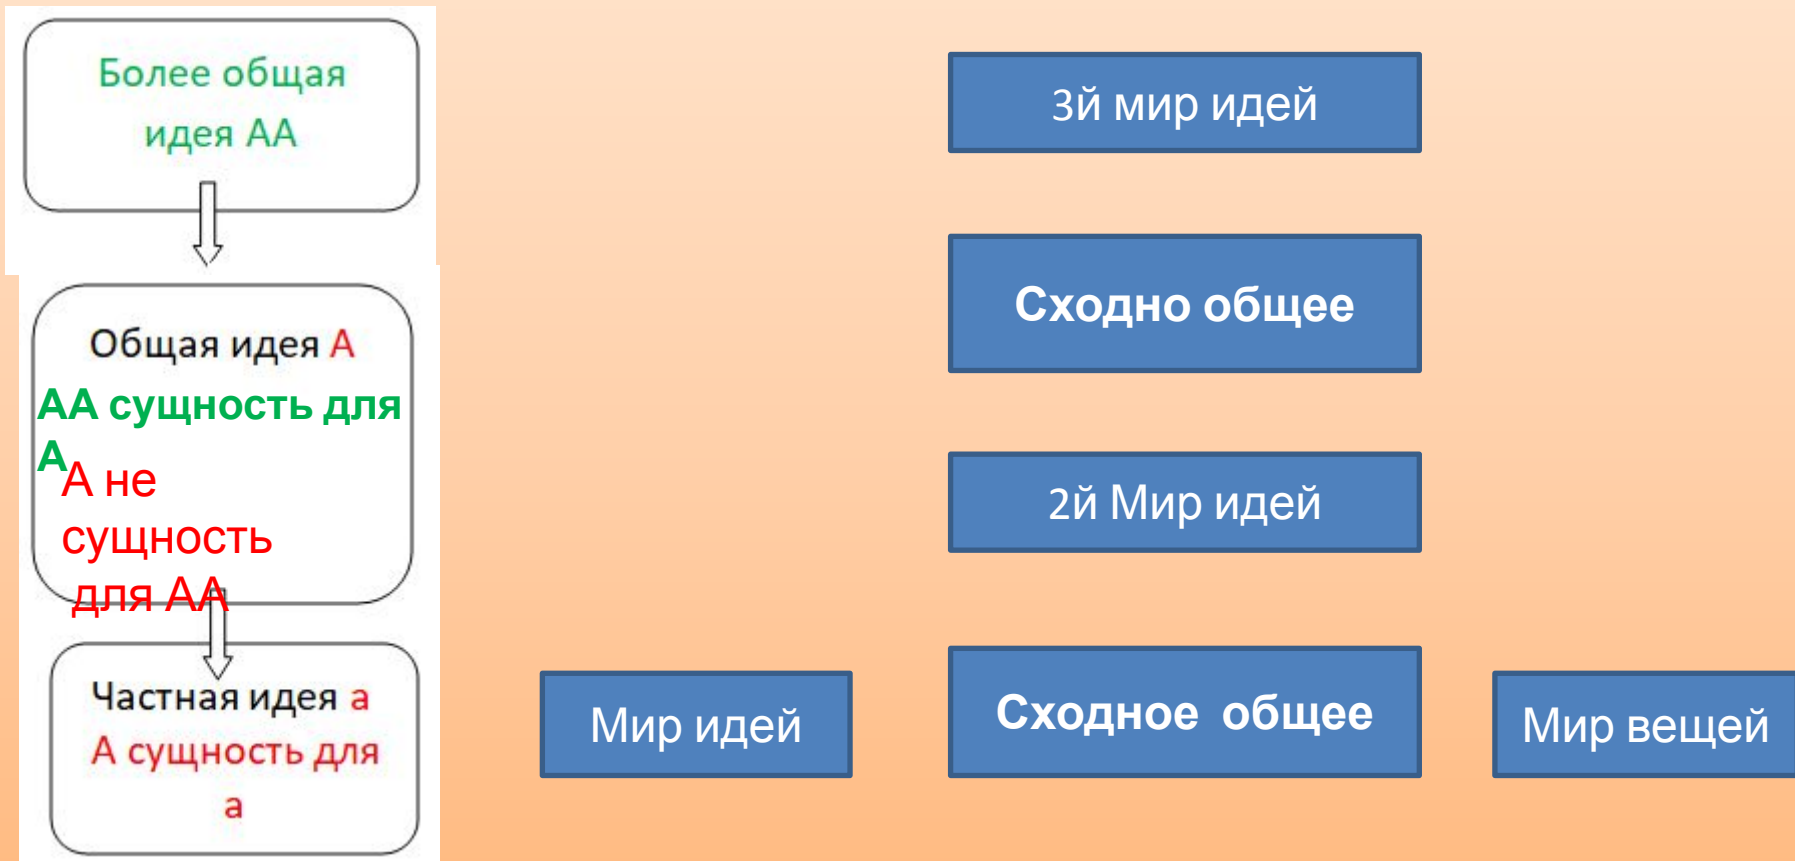 Более общая
идея АА
Общая идея А
АА сущность для
А
А не
сущность
для АА
Частная идея а
А сущность для
а
3й мир идей
Сходно общее
2й Мир идей
Мир идей
Сходное  общее
Мир вещей